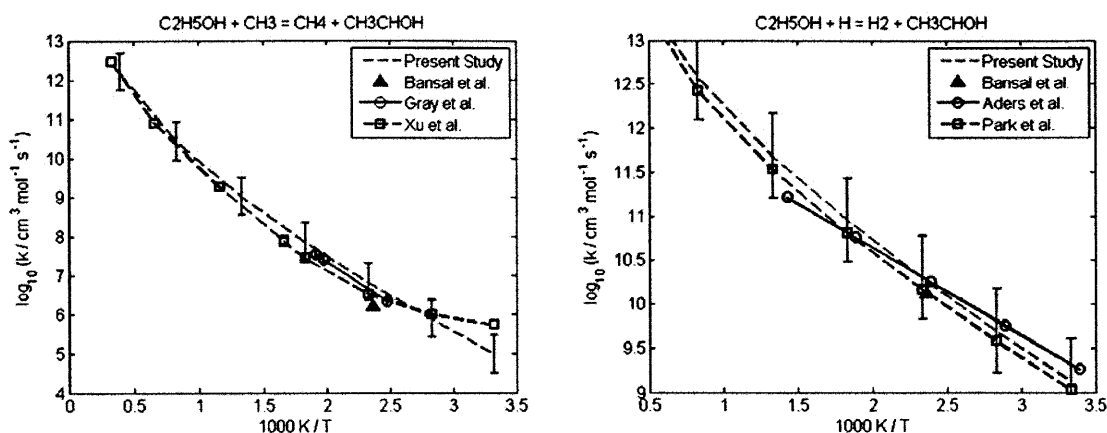 C2H5OH + CH3 = CH4 + CH3CHOH
log10 (k / cm3 mol-1 s-1)
13
12
11
10
9
8
7
6
5
4
0
0.5
1
1.5
2
2.5
3
3.5
1000 K / T
Present Study
Bansal et al.
Gray et al.
Xu et al.
C2H5OH + H = H2 + CH3CHOH
log10 (k / cm3 mol-1 s-1)
13
12.5
12
11.5
11
10.5
10
9.5
9
0.5
1
1.5
2
2.5
3
3.5
1000 K / T
Present Study
Bansal et al.
Aders et al.
Park et al.